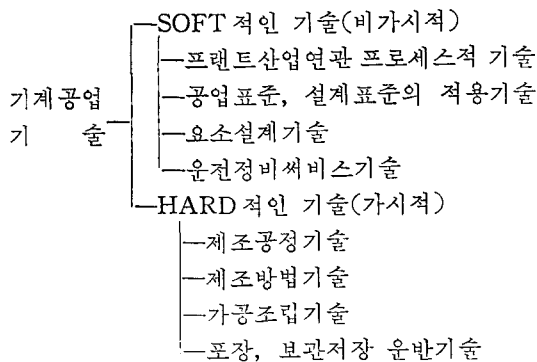 SOFT적인 기술(비가시적)
프랜트산업연관 프로세스적 기술
기계공업
기 술
공업표준, 설계표준의 적용기술
요소설계기술
운전정비써비스기술
HARD적인 기술(가시적)
제조공정기술
제조방법기술
가공조립기술
포장, 보관저장 운반기술